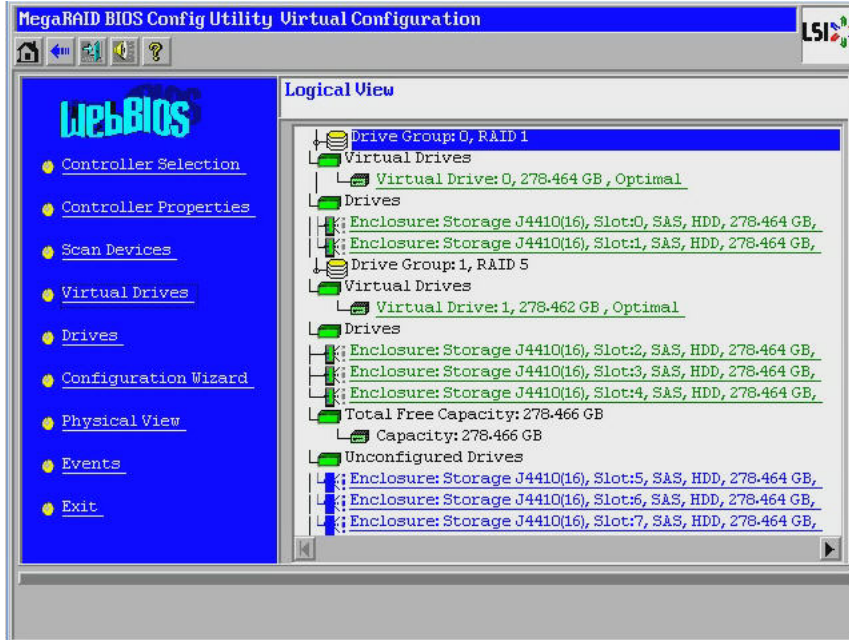 MegaRAID BIOS Config Utility Virtual Configuration
LSI
?
WebBIOS
Controller Selection
Controller Properties
Scan Devices
Virtual Drives
Drives
Configuration Wizard
Physical View
Events
Exit
Logical View
Drive Group: 0, RAID 1
Virtual Drives
Virtual Drive: 0, 278.464 GB, Optimal
Drives
Enclosure: Storage J4410(16), Slot:0, SAS, HDD, 278.464 GB,
Enclosure: Storage J4410(16), Slot:1, SAS, HDD, 278.464 GB,
Drive Group: 1, RAID 5
Virtual Drives
Virtual Drive: 1, 278.462 GB, Optimal
Drives
Enclosure: Storage J4410(16), Slot:2, SAS, HDD, 278.464 GB,
Enclosure: Storage J4410(16), Slot:3, SAS, HDD, 278.464 GB,
Enclosure: Storage J4410(16), Slot:4, SAS, HDD, 278.464 GB,
Total Free Capacity: 278.466 GB
Capacity: 278.466 GB
Unconfigured Drives
Enclosure: Storage J4410(16), Slot:5, SAS, HDD, 278.464 GB,
Enclosure: Storage J4410(16), Slot:6, SAS, HDD, 278.464 GB,
Enclosure: Storage J4410(16), Slot:7, SAS, HDD, 278.464 GB,